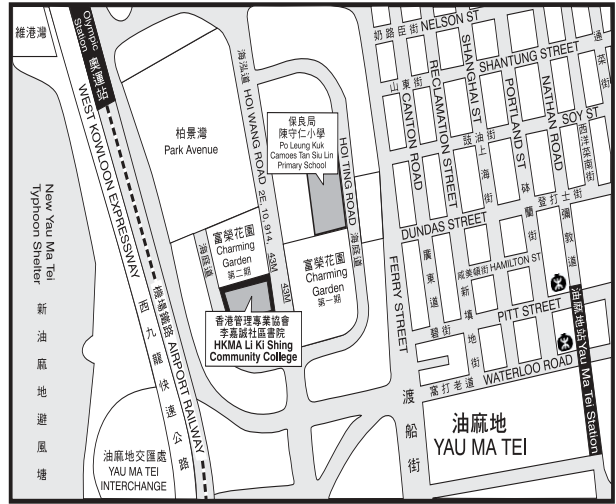 維港灣
Olympic
Station
奧運站
WEST KOWLOON EXPRESSWAY
西九龍快速公路
機場鐵路 AIRPORT RAILWAY
New Yau Ma Tei
Typhoon Shelter
新油麻地避風塘
油麻地交匯處
YAU MA TEI
INTERCHANGE
柏景灣
Park Avenue
海泓道 HOI WANG ROAD
2E, 10, 914, 43M
43M
保良局
陳守仁小學
Po Leung Kuk
Camoes Tan Siu Lin
Primary School
HOI TING ROAD 海庭道
海庭道
富榮花園
Charming
Garden
第二期
富榮花園
Charming
Garden
第一期
香港管理專業協會
李嘉誠社區書院
HKMA Li Ki Shing
Community College
FERRY STREET
渡船街
奶路臣街 NELSON ST
山東街
SHANTUNG STREET
通菜街
CANTON ROAD
RECLAMATION STREET
SHANGHAI ST
PORTLAND ST
NATHAN ROAD
豉油街
SOY ST
西洋菜南街
上海街
砵蘭街
登打士街
DUNDAS STREET
彌敦道
廣東道
咸美頓街 HAMILTON ST
新填地街
碧街
PITT STREET
窩打老道
WATERLOO ROAD
油麻地站 Yau Ma Tei Station
油麻地
YAU MA TEI